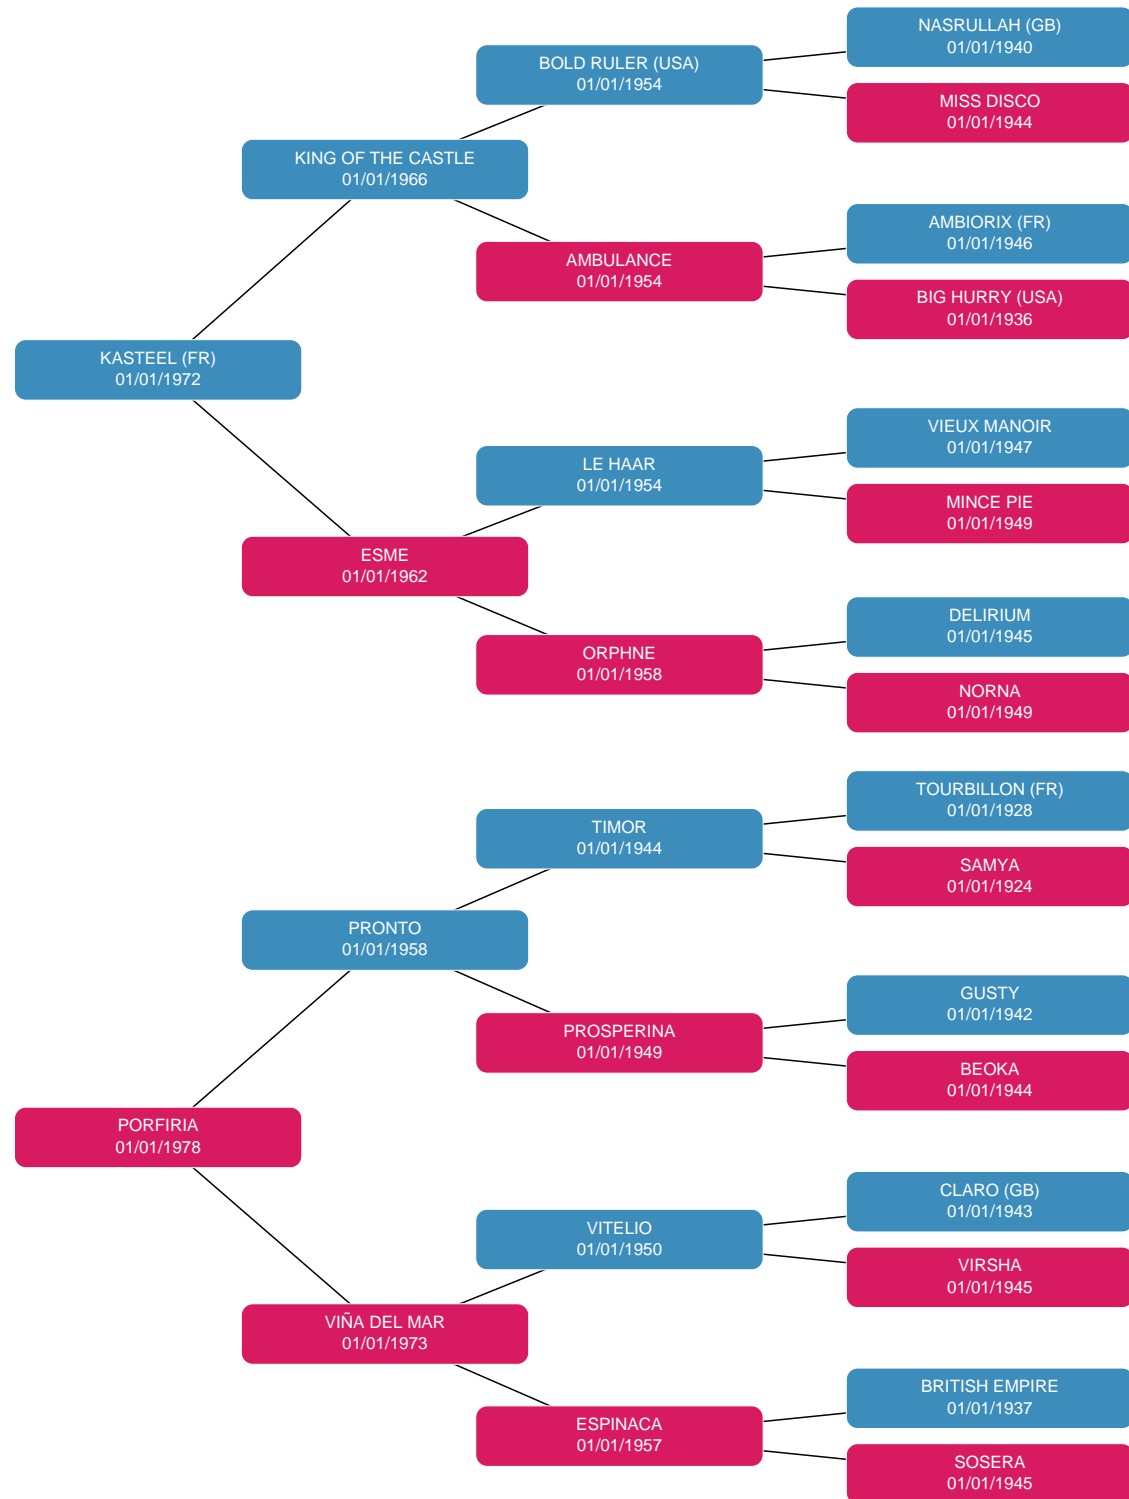 NASRULLAH (GB)
01/01/1940
BOLD RULER (USA)
01/01/1954
MISS DISCO
01/01/1944
KING OF THE CASTLE
01/01/1966
AMBIORIX (FR)
01/01/1946
AMBULANCE
01/01/1954
BIG HURRY (USA)
01/01/1936
KASTEEL (FR)
01/01/1972
VIEUX MANOIR
01/01/1947
LE HAAR
01/01/1954
MINCE PIE
01/01/1949
ESME
01/01/1962
DELIRIUM
01/01/1945
ORPHNE
01/01/1958
NORNA
01/01/1949
TOURBILLON (FR)
01/01/1928
TIMOR
01/01/1944
SAMYA
01/01/1924
PRONTO
01/01/1958
GUSTY
01/01/1942
PROSPERINA
01/01/1949
BEOKA
01/01/1944
PORFIRIA
01/01/1978
CLARO (GB)
01/01/1943
VITELIO
01/01/1950
VIRSHA
01/01/1945
VIÑA DEL MAR
01/01/1973
BRITISH EMPIRE
01/01/1937
ESPINACA
01/01/1957
SOSERA
01/01/1945